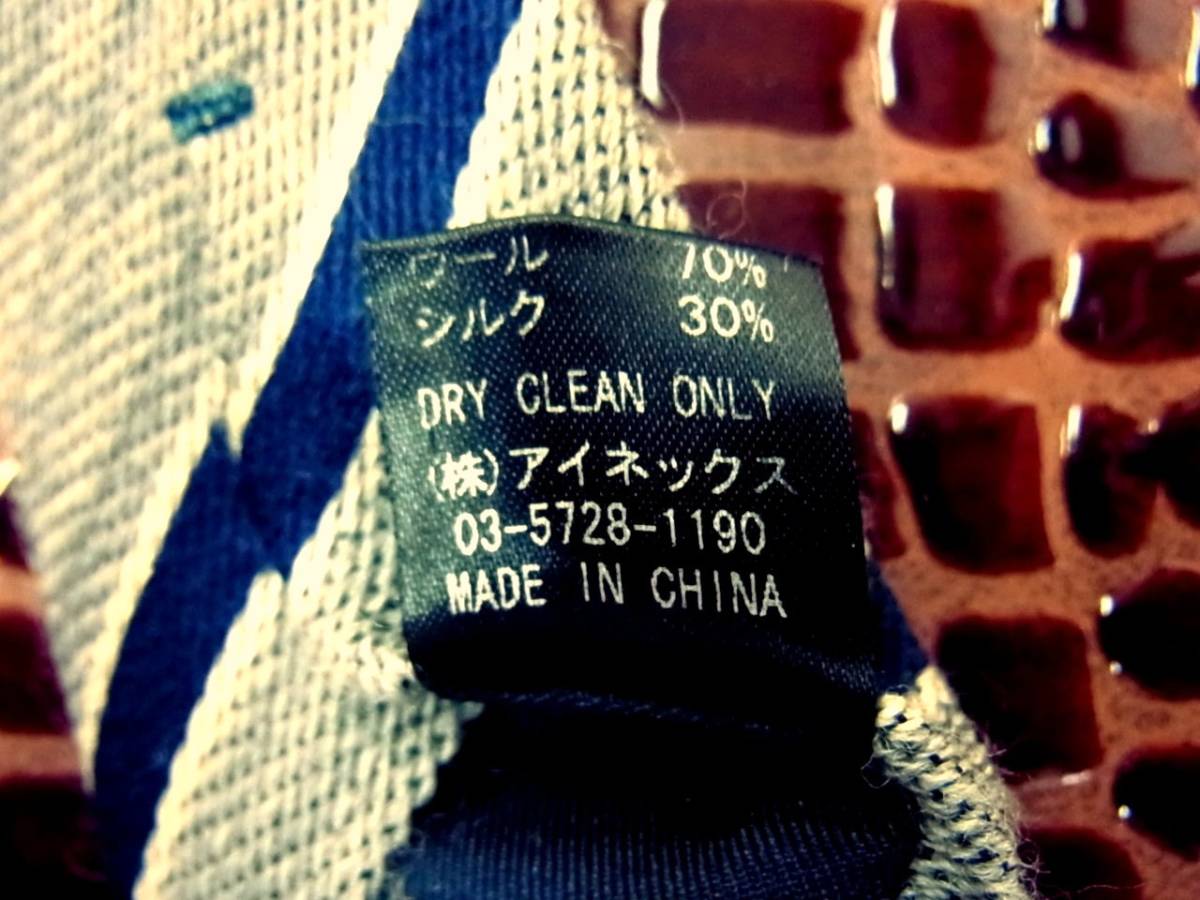 ウール 70%
シルク 30%
DRY CLEAN ONLY
(株)アイネックス
03-5728-1190
MADE IN CHINA